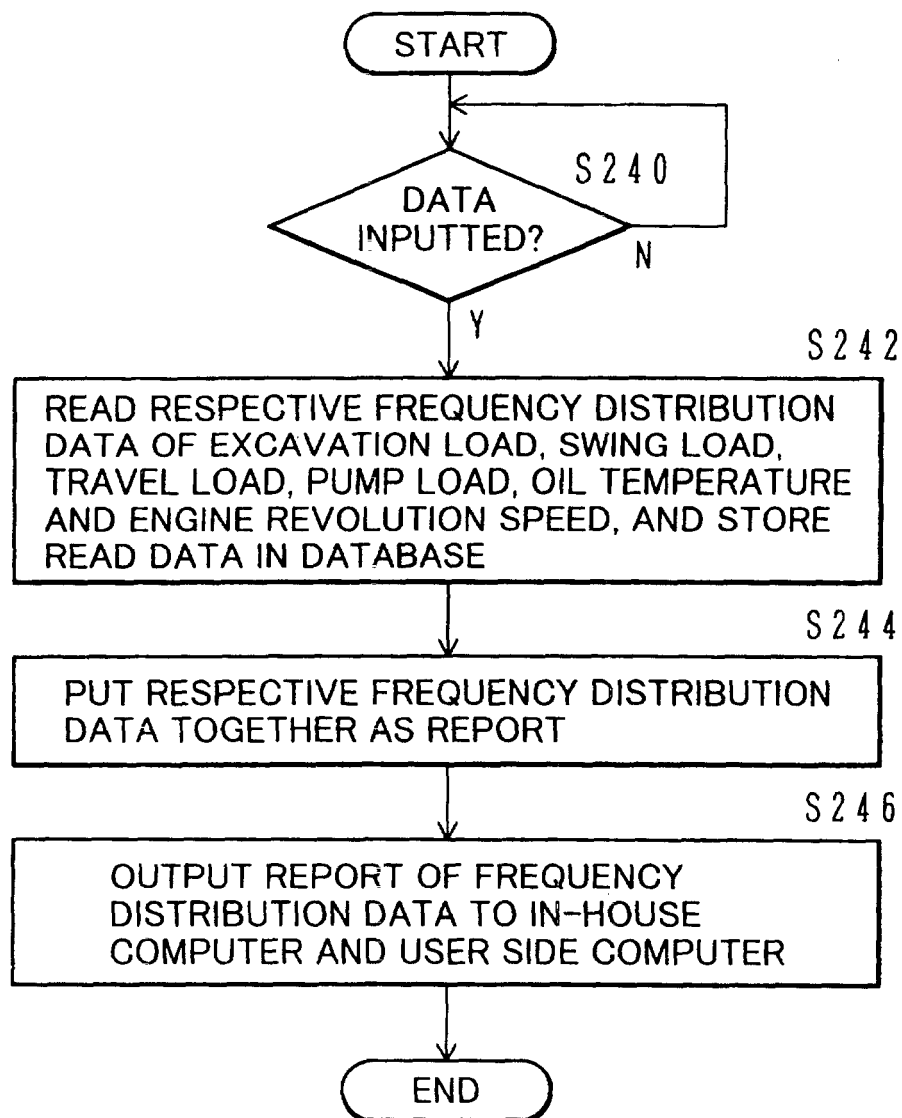 START
S240
DATA
INPUTTED?
N
Y
S242
READ RESPECTIVE FREQUENCY DISTRIBUTION
DATA OF EXCAVATION LOAD, SWING LOAD,
TRAVEL LOAD, PUMP LOAD, OIL TEMPERATURE
AND ENGINE REVOLUTION SPEED, AND STORE
READ DATA IN DATABASE
S244
PUT RESPECTIVE FREQUENCY DISTRIBUTION
DATA TOGETHER AS REPORT
S246
OUTPUT REPORT OF FREQUENCY
DISTRIBUTION DATA TO IN-HOUSE
COMPUTER AND USER SIDE COMPUTER
END